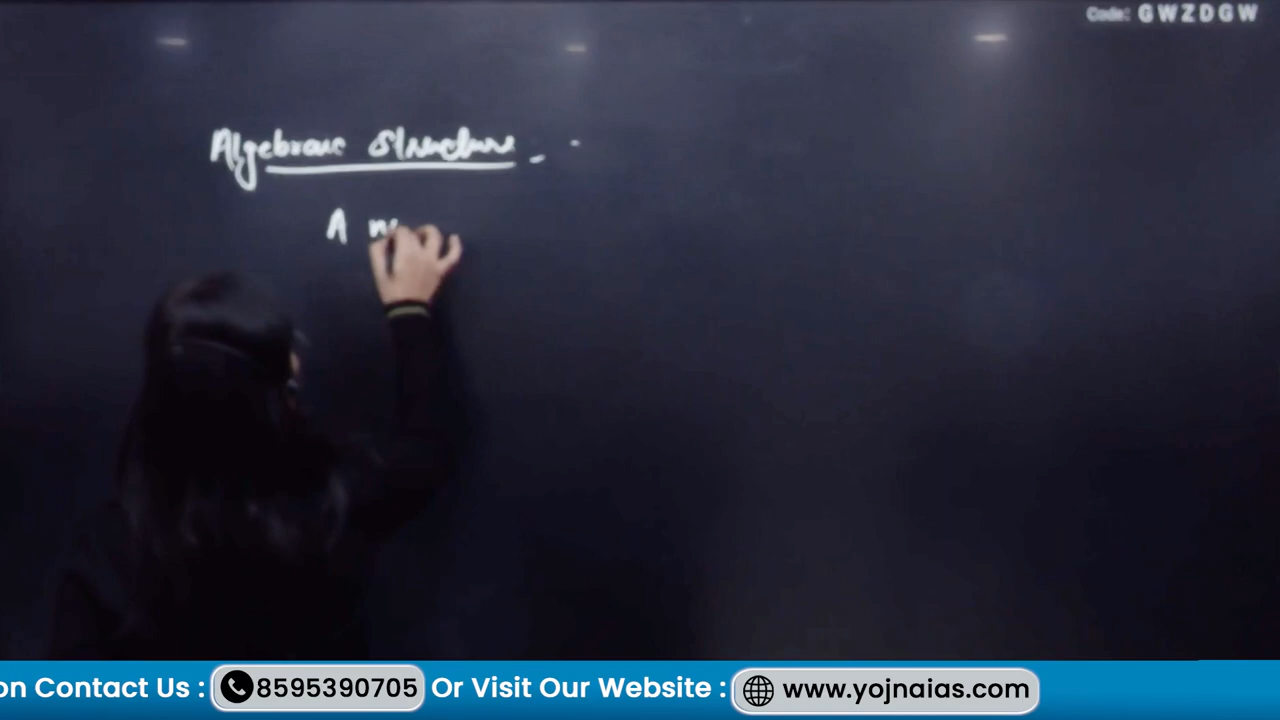 Code: GWZDGW
Algebraic Structure :-
A
on Contact Us : 8595390705 Or Visit Our Website : www.yojnaias.com